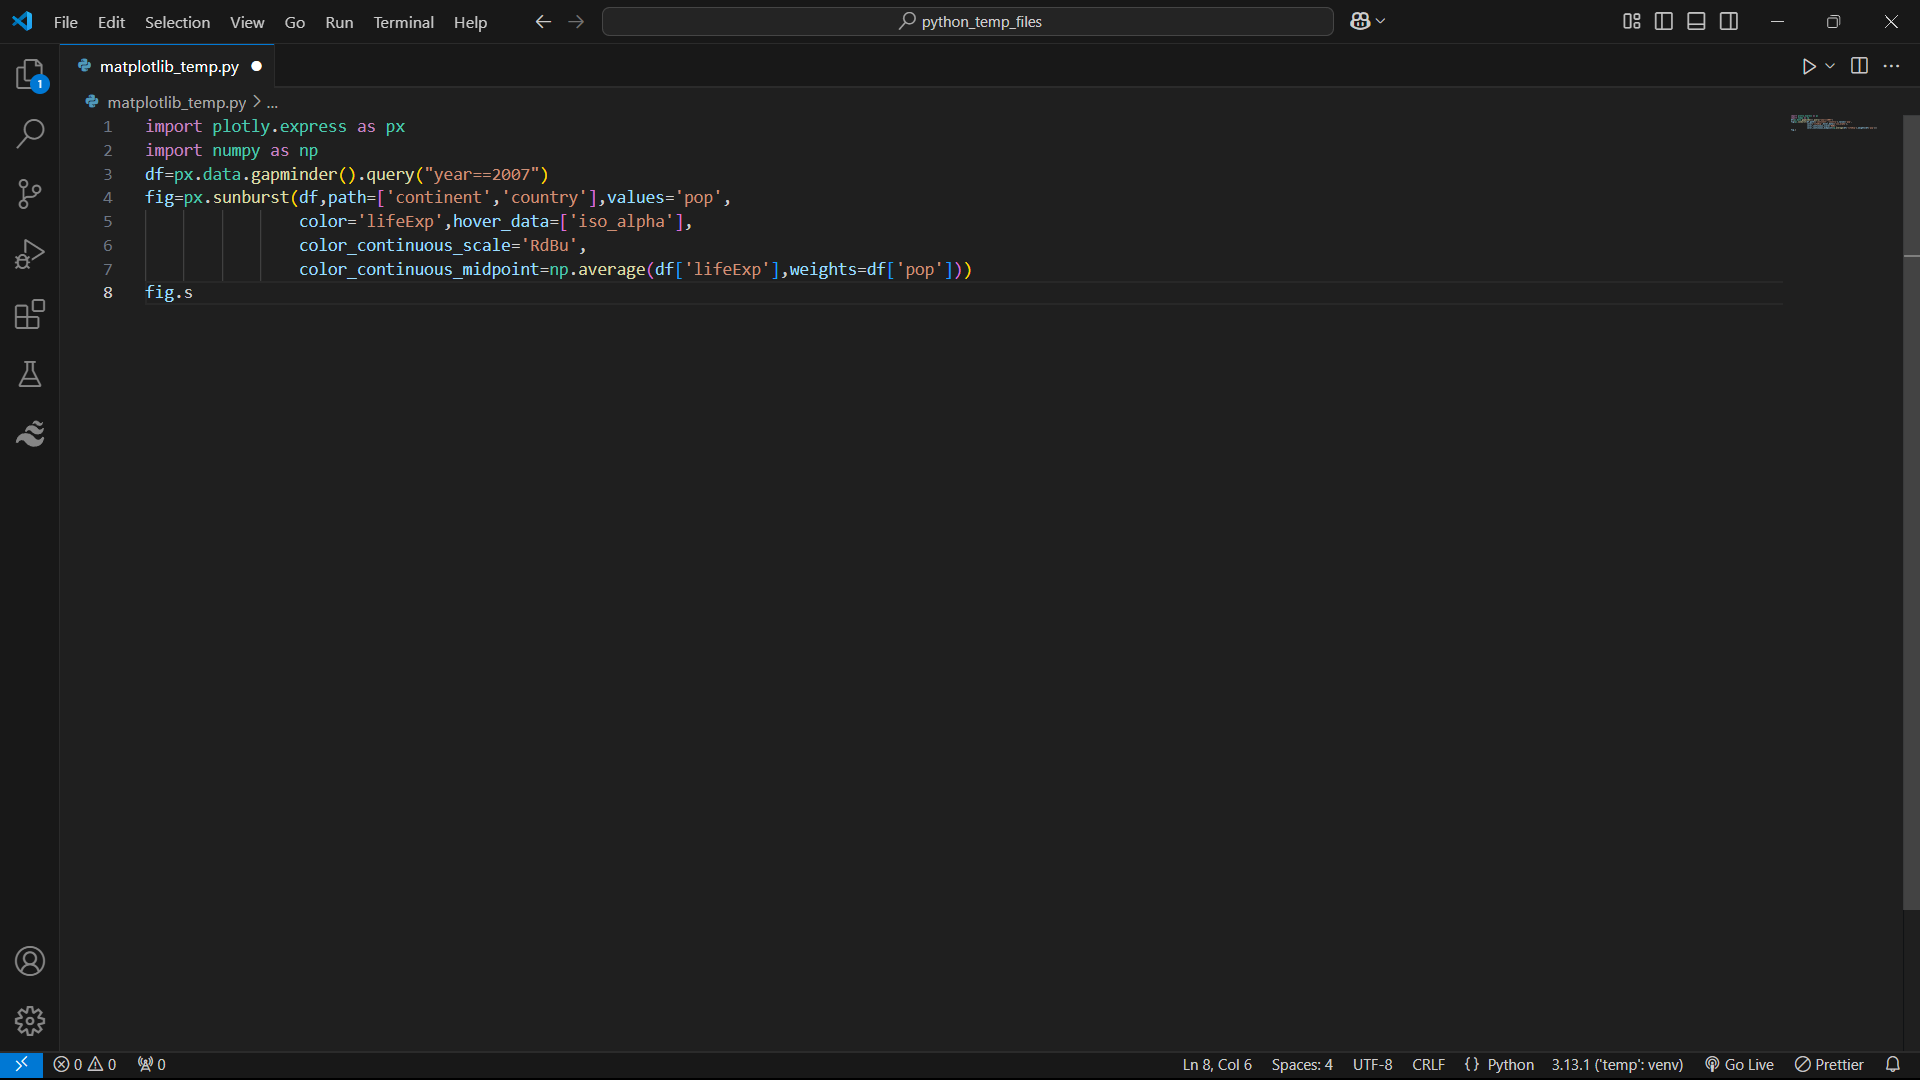 File Edit Selection View Go Run Terminal Help python_temp_files
1
matplotlib_temp.py
matplotlib_temp.py > ...
1 import plotly.express as px
2 import numpy as np
3 df=px.data.gapminder().query("year==2007")
4 fig=px.sunburst(df,path=['continent','country'],values='pop',
5 color='lifeExp',hover_data=['iso_alpha'],
6 color_continuous_scale='RdBu',
7 color_continuous_midpoint=np.average(df['lifeExp'],weights=df['pop']))
8 fig.s
0 0 0 Ln 8, Col 6 Spaces: 4 UTF-8 CRLF {} Python 3.13.1 ('temp': venv) Go Live Prettier